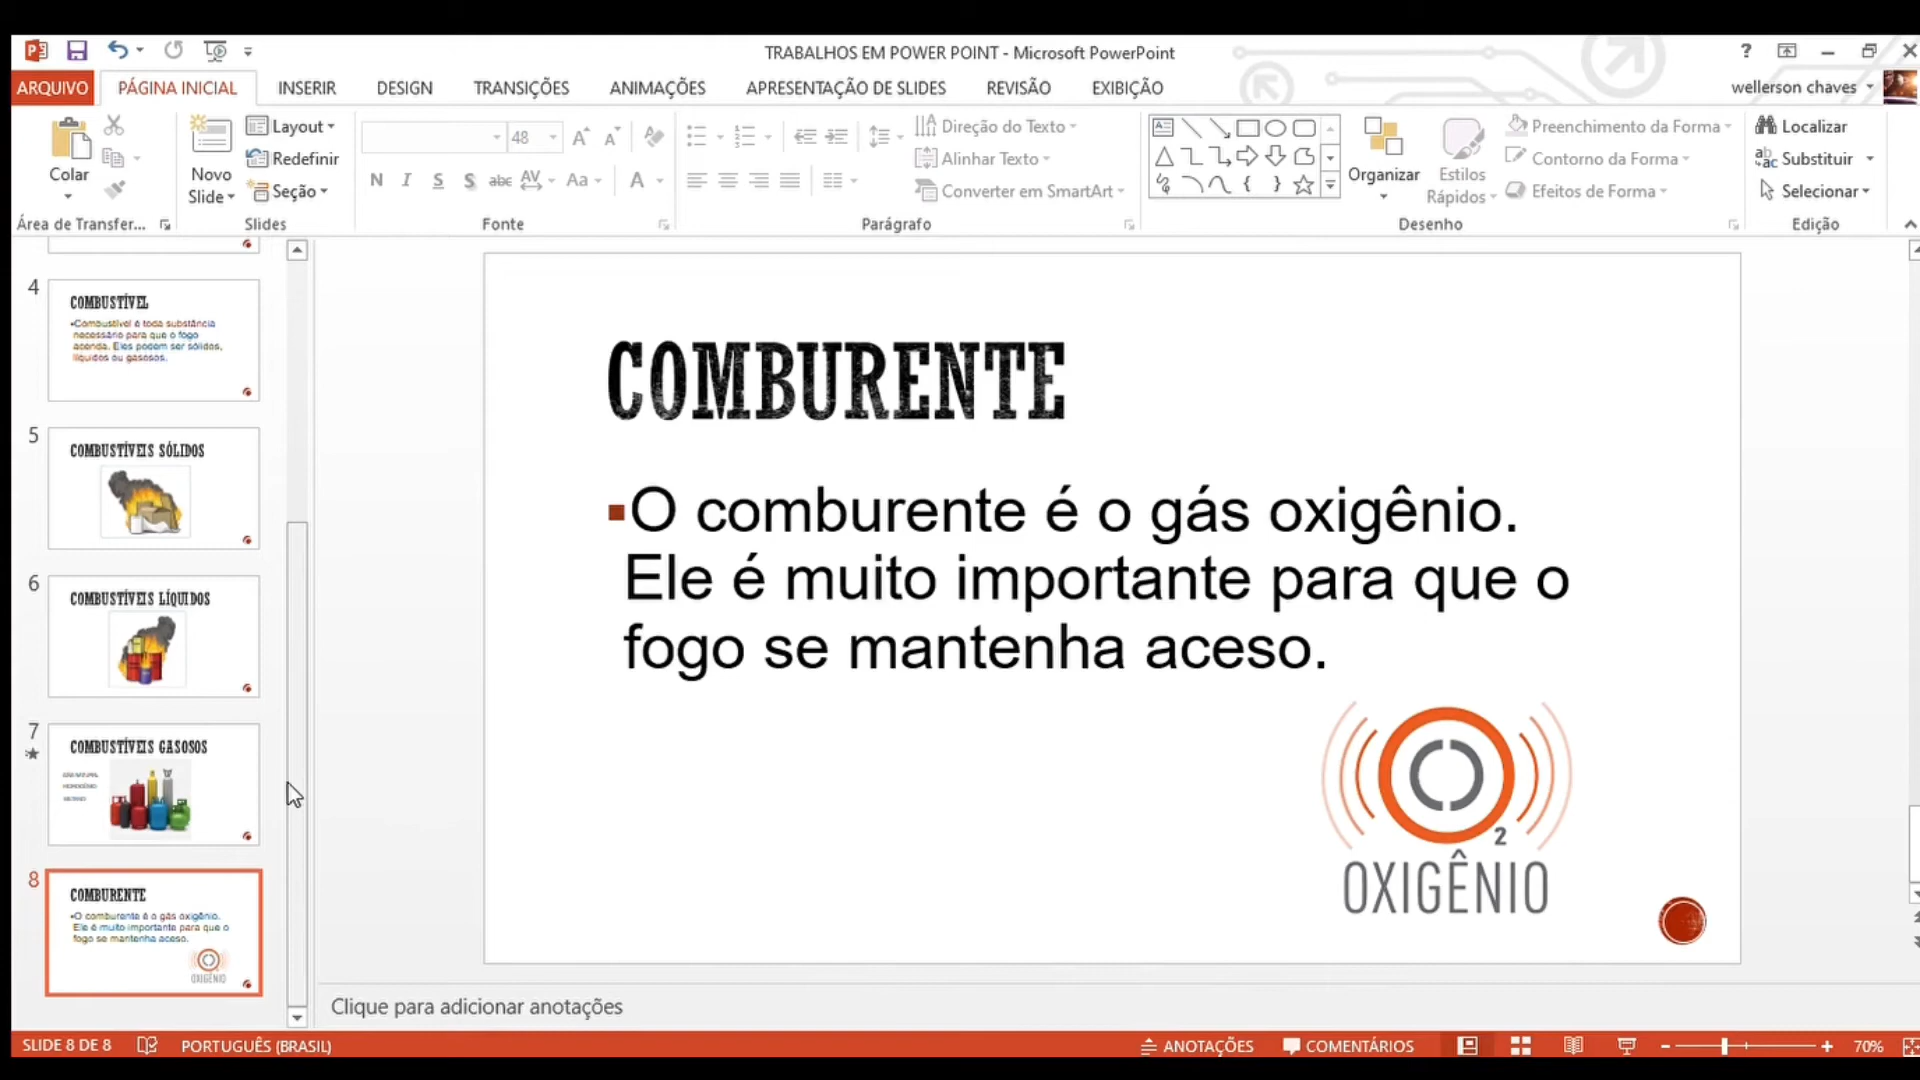 TRABALHOS EM POWER POINT - Microsoft PowerPoint
?
ARQUIVO
PÁGINA INICIAL
INSERIR
DESIGN
TRANSIÇÕES
ANIMAÇÕES
APRESENTAÇÃO DE SLIDES
REVISÃO
EXIBIÇÃO
wellerson chaves
Colar
Área de Transfer...
Novo
Slide
Layout
Redefinir
Seção
Slides
48
N I S S abc AV Aa A
Fonte
Direção do Texto
Alinhar Texto
Converter em SmartArt
Parágrafo
Organizar
Estilos
Rápidos
Preenchimento da Forma
Contorno da Forma
Efeitos de Forma
Desenho
Localizar
Substituir
Selecionar
Edição
4
COMBUSTÍVEL
Combustível é toda substância
necessário para que o fogo
acenda. Eles podem ser sólidos,
líquidos ou gasosos.
5
COMBUSTÍVEIS SÓLIDOS
6
COMBUSTÍVEIS LÍQUIDOS
7
COMBUSTÍVEIS GASOSOS
8
COMBURENTE
O comburente é o gás oxigênio.
Ele é muito importante para que o
fogo se mantenha aceso.
OXIGÊNIO
COMBURENTE
O comburente é o gás oxigênio.
Ele é muito importante para que o
fogo se mantenha aceso.
2
OXIGÊNIO
Clique para adicionar anotações
SLIDE 8 DE 8
PORTUGUÊS (BRASIL)
ANOTAÇÕES
COMENTÁRIOS
70%